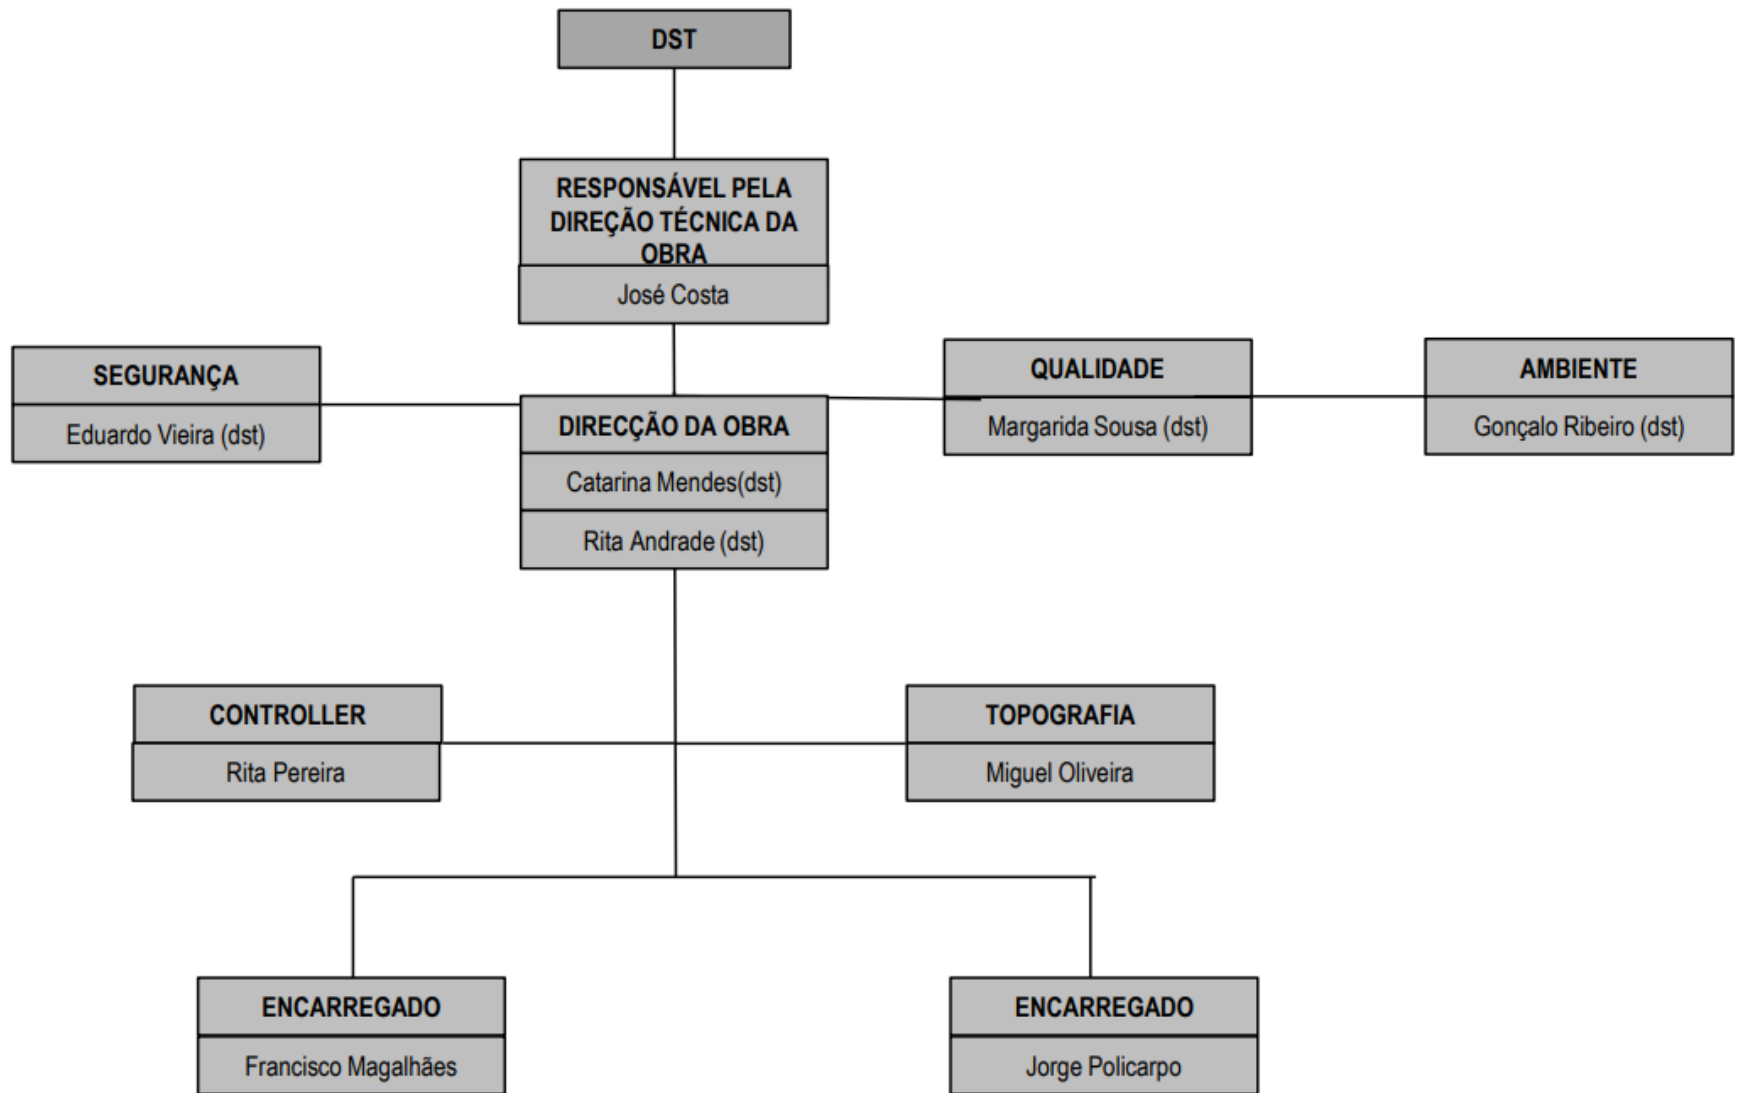 DST
RESPONSÁVEL PELA
DIREÇÃO TÉCNICA DA
OBRA
José Costa
SEGURANÇA
Eduardo Vieira (dst)
DIRECÇÃO DA OBRA
Catarina Mendes(dst)
Rita Andrade (dst)
QUALIDADE
Margarida Sousa (dst)
AMBIENTE
Gonçalo Ribeiro (dst)
CONTROLLER
Rita Pereira
TOPOGRAFIA
Miguel Oliveira
ENCARREGADO
Francisco Magalhães
ENCARREGADO
Jorge Policarpo